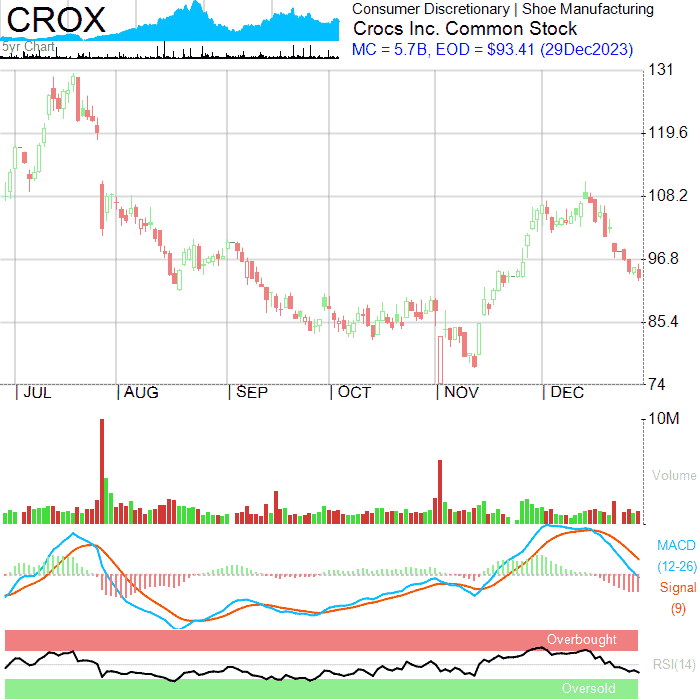 CROX
5yr Chart
Consumer Discretionary | Shoe Manufacturing
Crocs Inc. Common Stock
MC = 5.7B, EOD = $93.41 (29Dec2023)
131
119.6
108.2
96.8
85.4
74
JUL
AUG
SEP
OCT
NOV
DEC
10M
Volume
MACD
(12-26)
Signal
(9)
Overbought
RSI(14)
Oversold